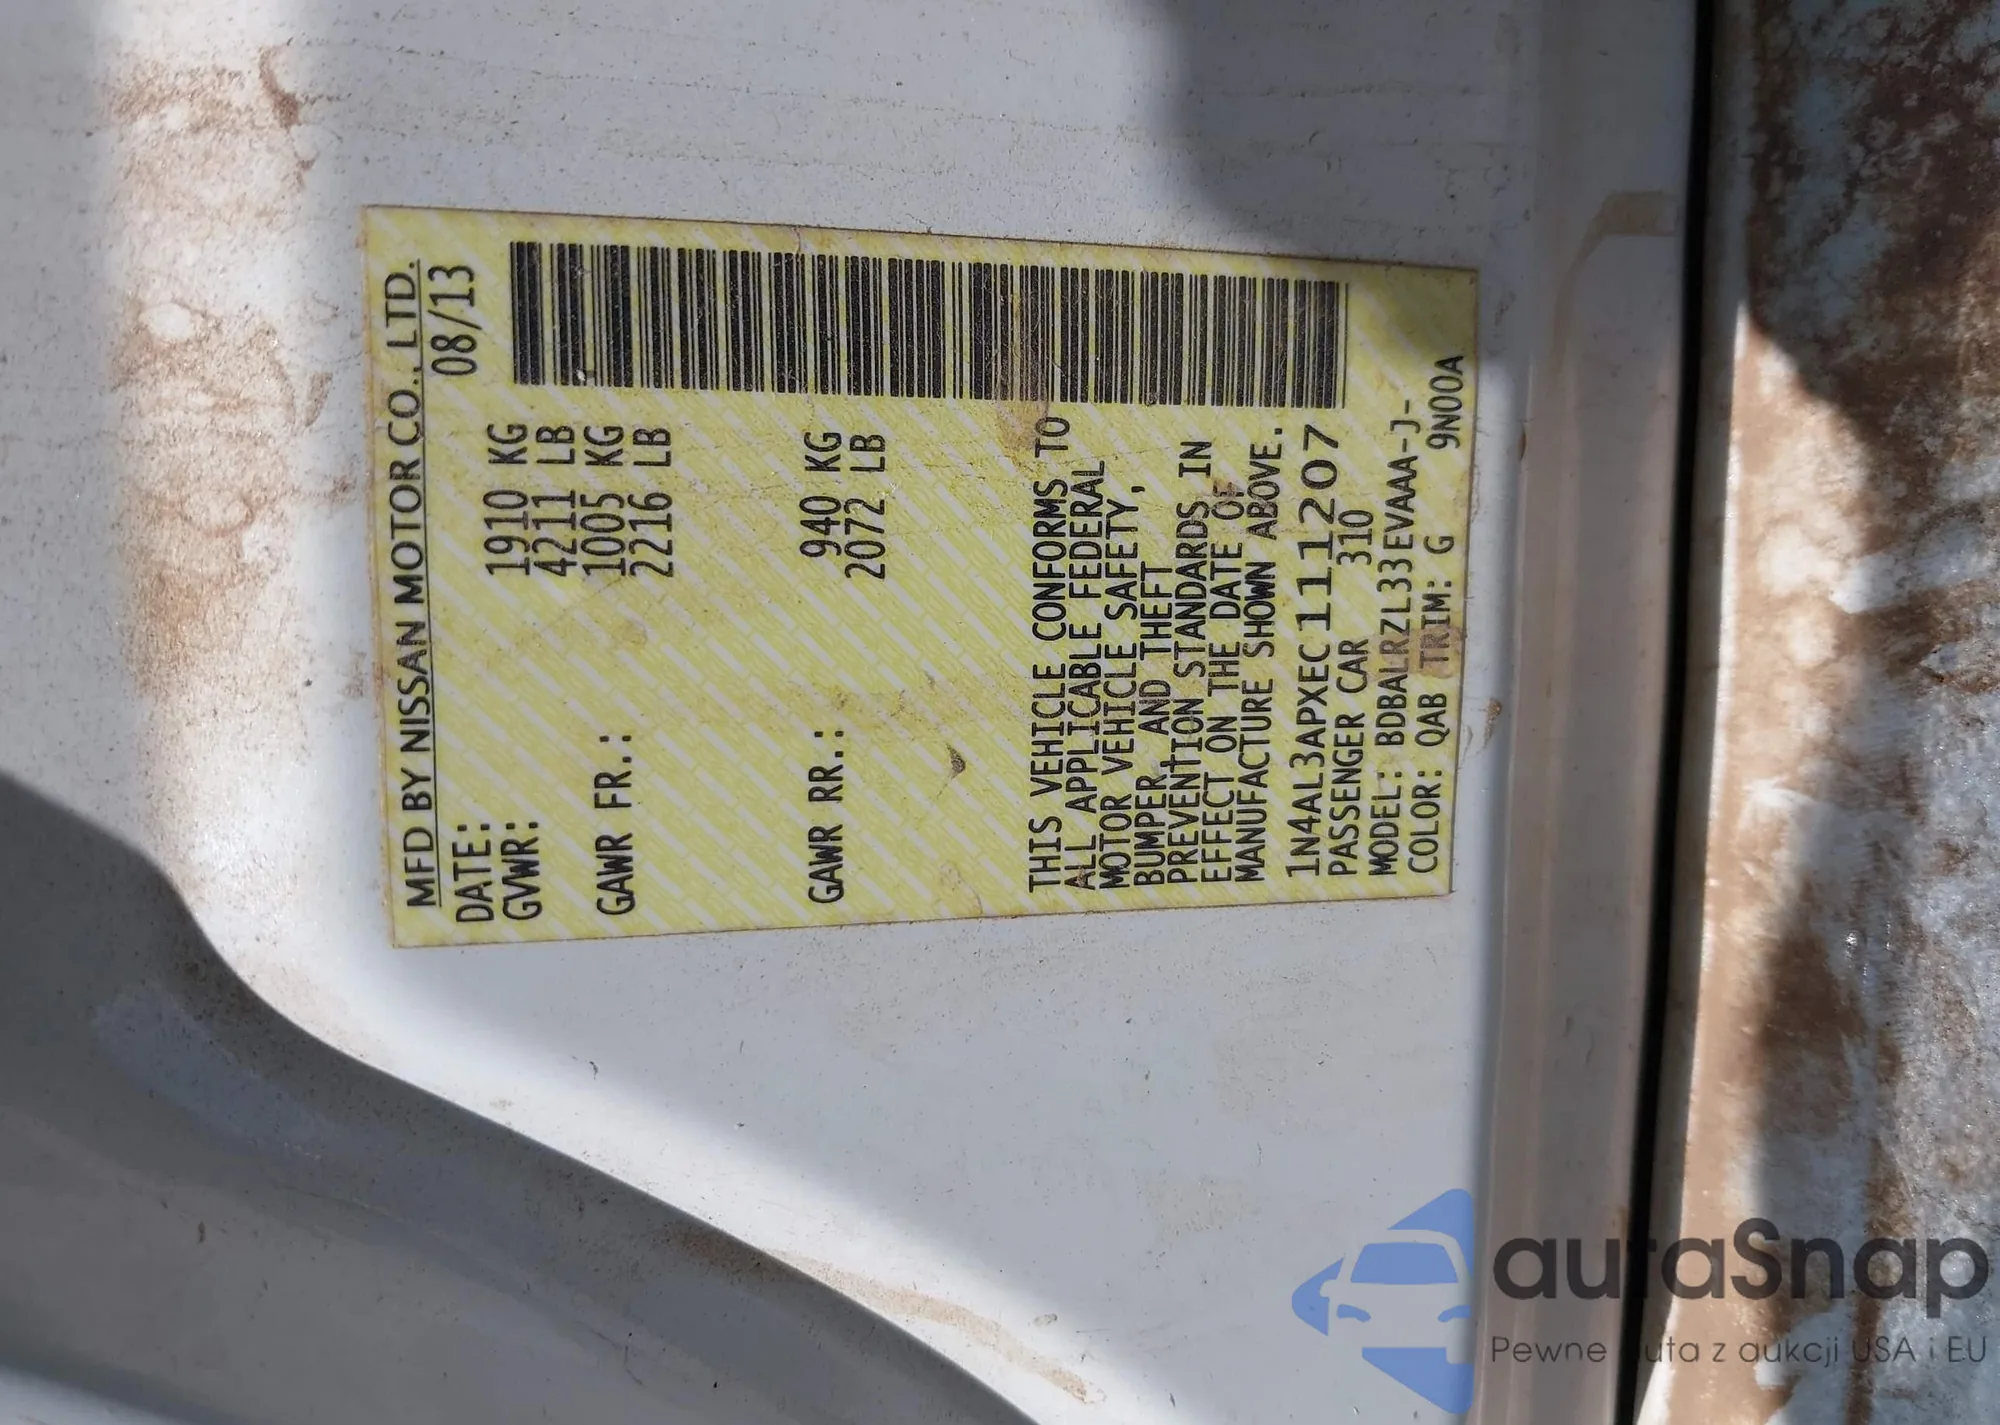 MFD BY NISSAN MOTOR CO., LTD.
DATE: 08/13
GVWR: 1910 KG
4211 LB
GAWR FR.: 1005 KG
2216 LB
GAWR RR.: 940 KG
2072 LB
THIS VEHICLE CONFORMS TO
ALL APPLICABLE FEDERAL
MOTOR VEHICLE SAFETY,
BUMPER, AND THEFT
PREVENTION STANDARDS IN
EFFECT ON THE DATE OF
MANUFACTURE SHOWN ABOVE.
1N4AL3APXEC111207
PASSENGER CAR 310
MODEL: BDBALRZL33EVAAA-J-
COLOR: QAB TRIM: G 9N00A
autaSnap
Pewne auta z aukcji USA i EU